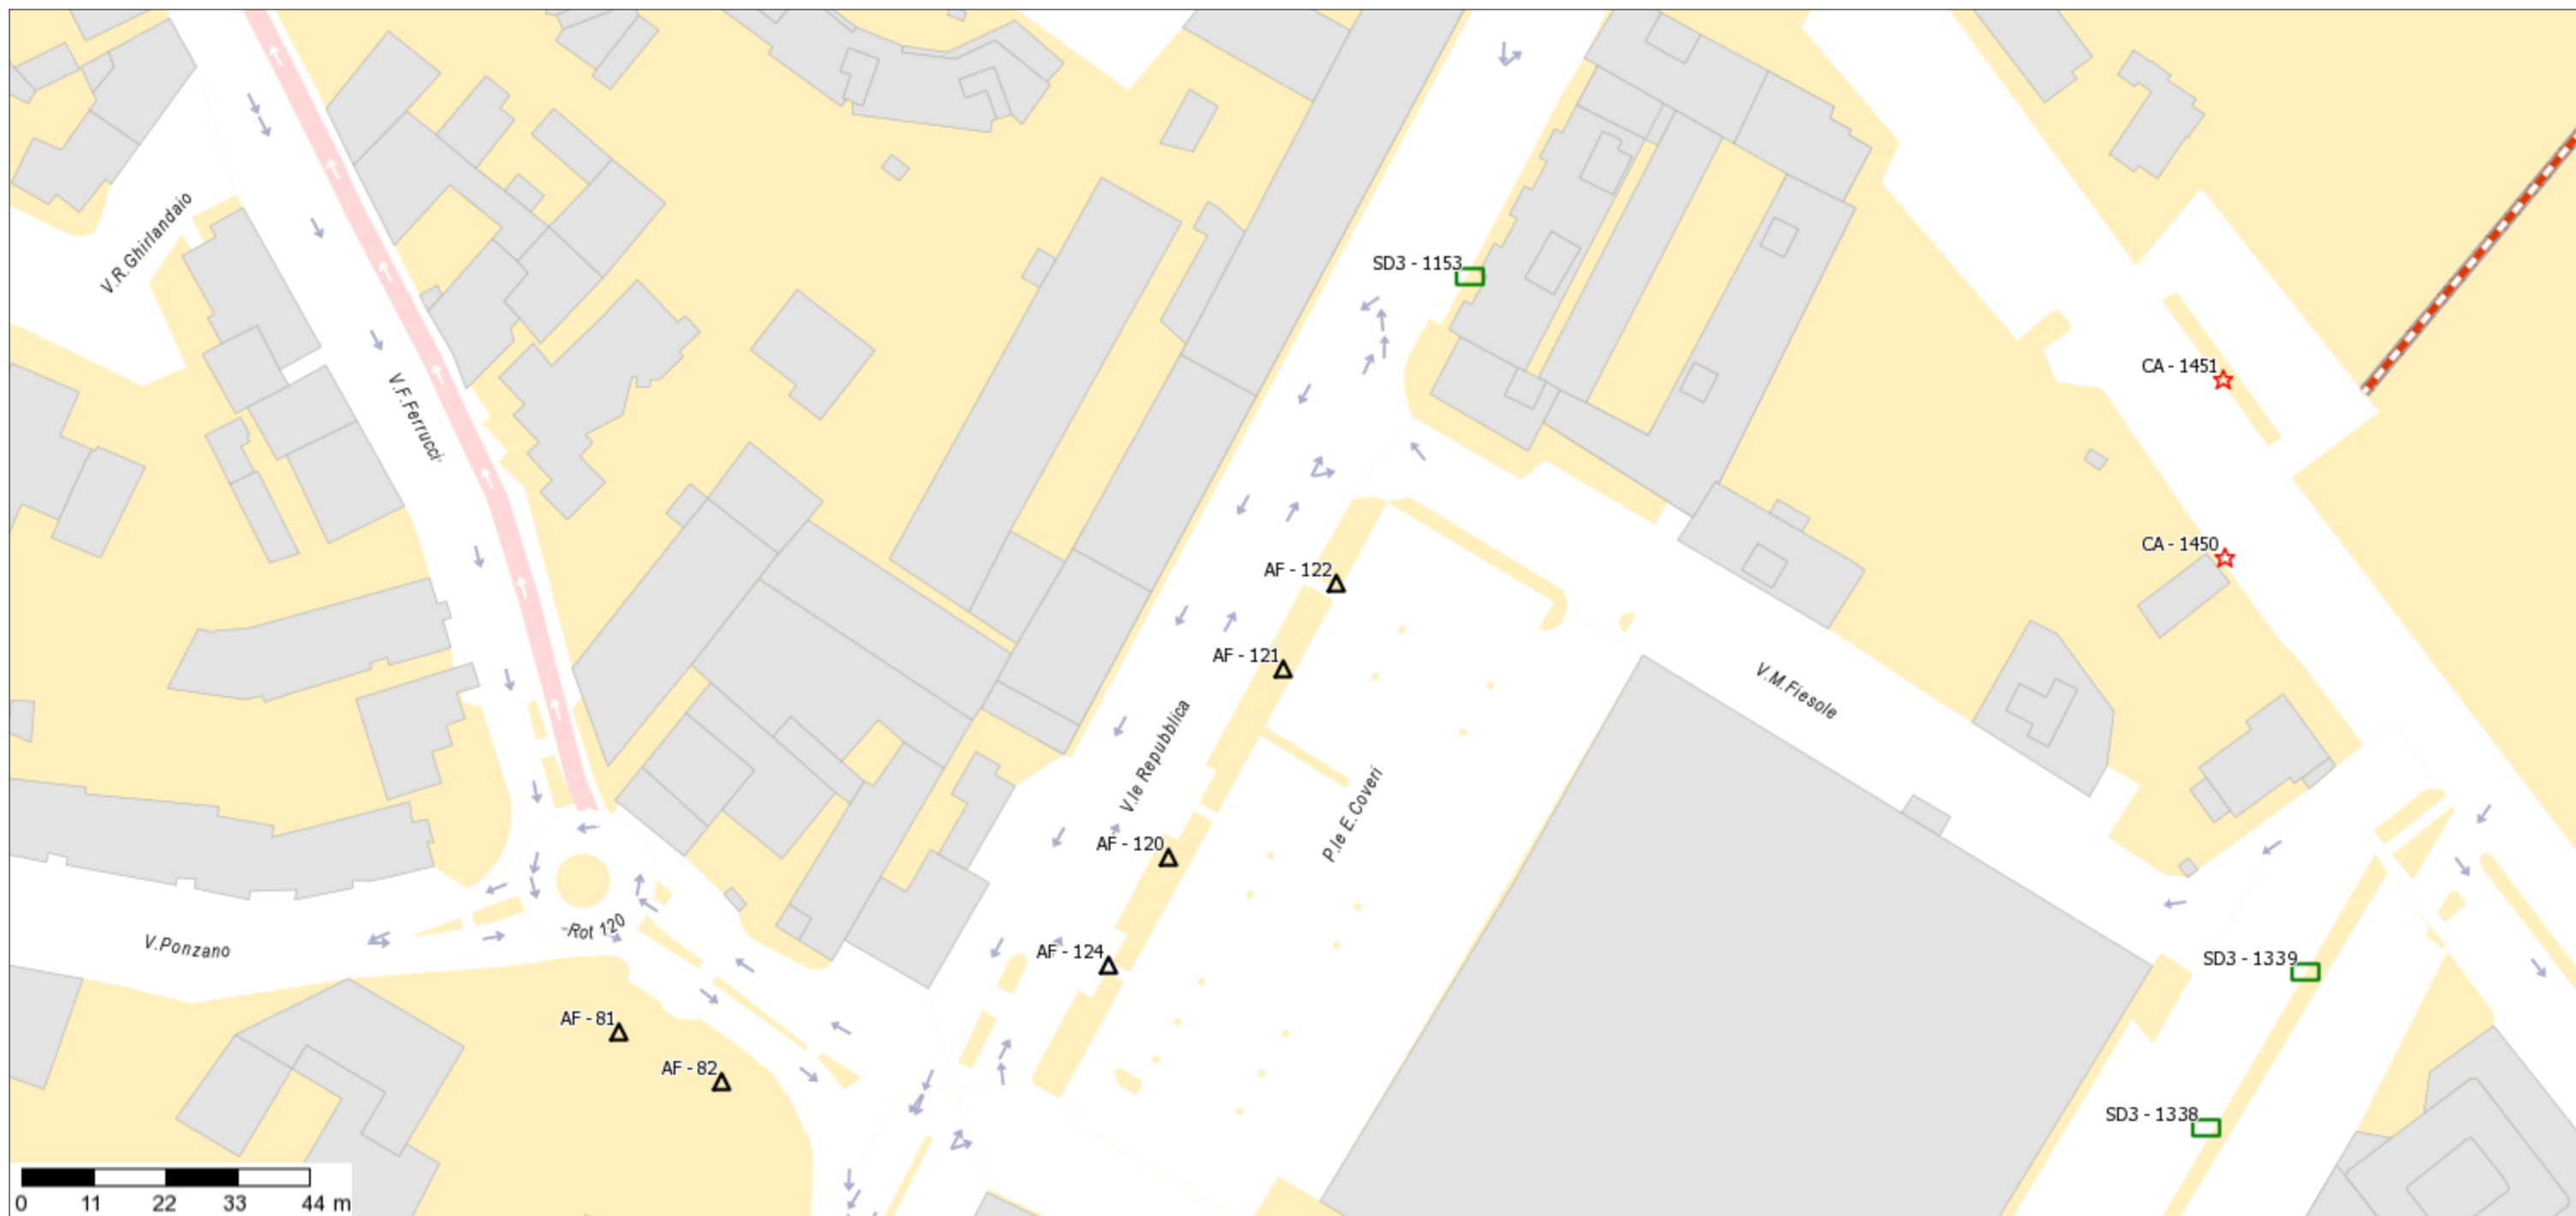 V.R.Ghirlandaio
SD3 - 1153
CA - 1451
V.F.Ferrucci
CA - 1450
AF - 122
AF - 121
V.M.Fiesole
V.le Repubblica
P.le E.Coveri
AF - 120
Rot 120
V.Ponzano
AF - 124
SD3 - 1339
AF - 81
AF - 82
SD3 - 1338
0 11 22 33 44 m